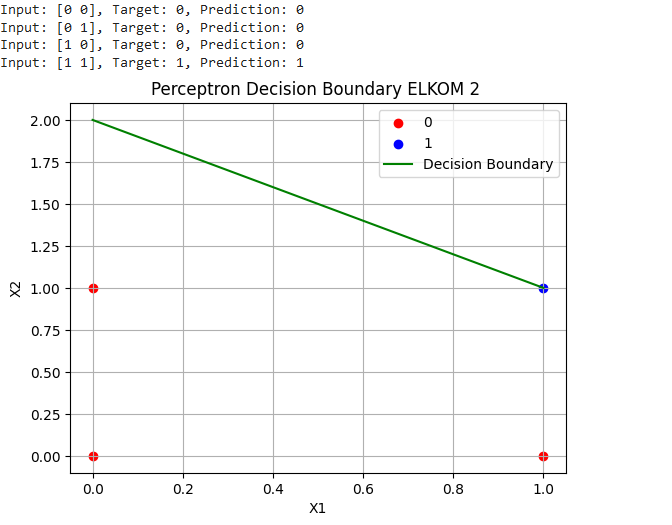 Input: [0 0], Target: 0, Prediction: 0
Input: [0 1], Target: 0, Prediction: 0
Input: [1 0], Target: 0, Prediction: 0
Input: [1 1], Target: 1, Prediction: 1
Perceptron Decision Boundary ELKOM 2
0
1
Decision Boundary
2.00
1.75
1.50
1.25
1.00
0.75
0.50
0.25
0.00
X2
0.0 0.2 0.4 0.6 0.8 1.0
X1